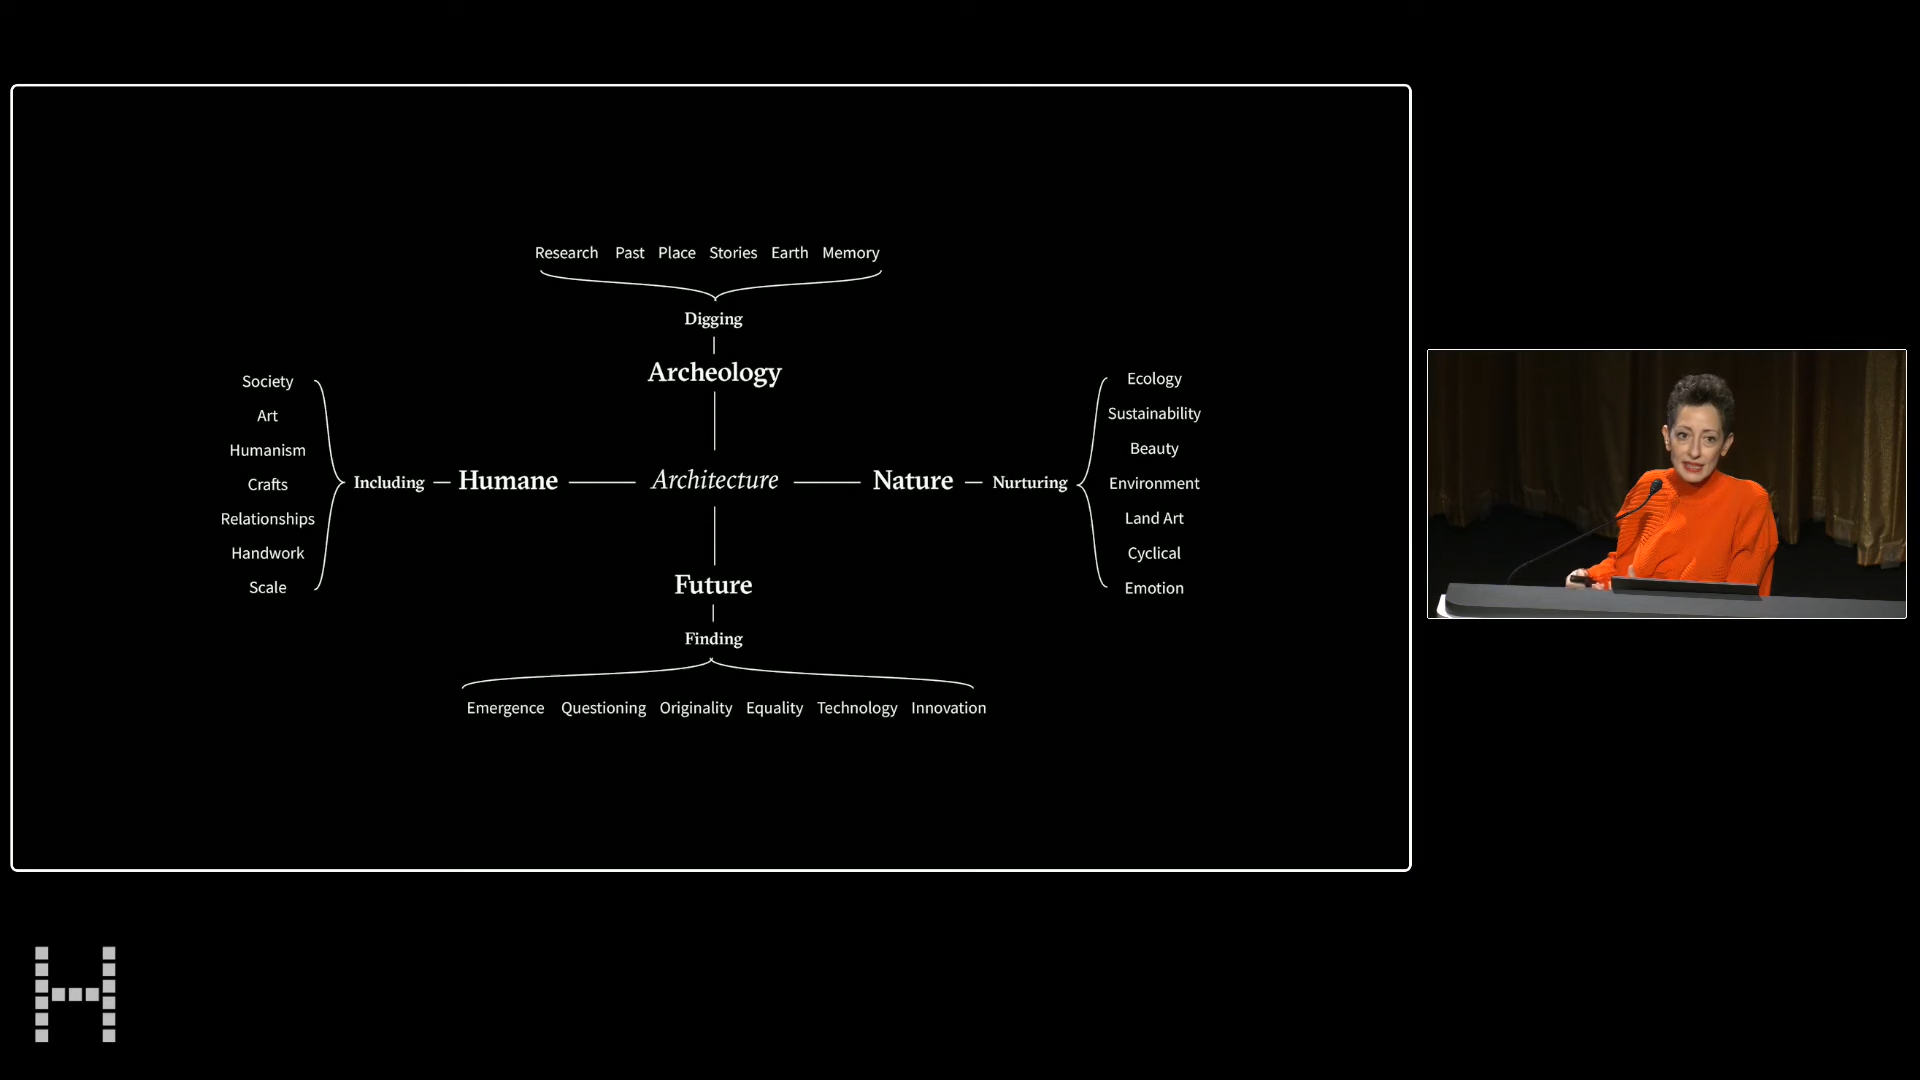 Research Past Place Stories Earth Memory
Digging
Archeology
Society
Art
Humanism
Crafts
Relationships
Handwork
Scale
Including — Humane — Architecture — Nature — Nurturing
Ecology
Sustainability
Beauty
Environment
Land Art
Cyclical
Emotion
Future
Finding
Emergence Questioning Originality Equality Technology Innovation
H